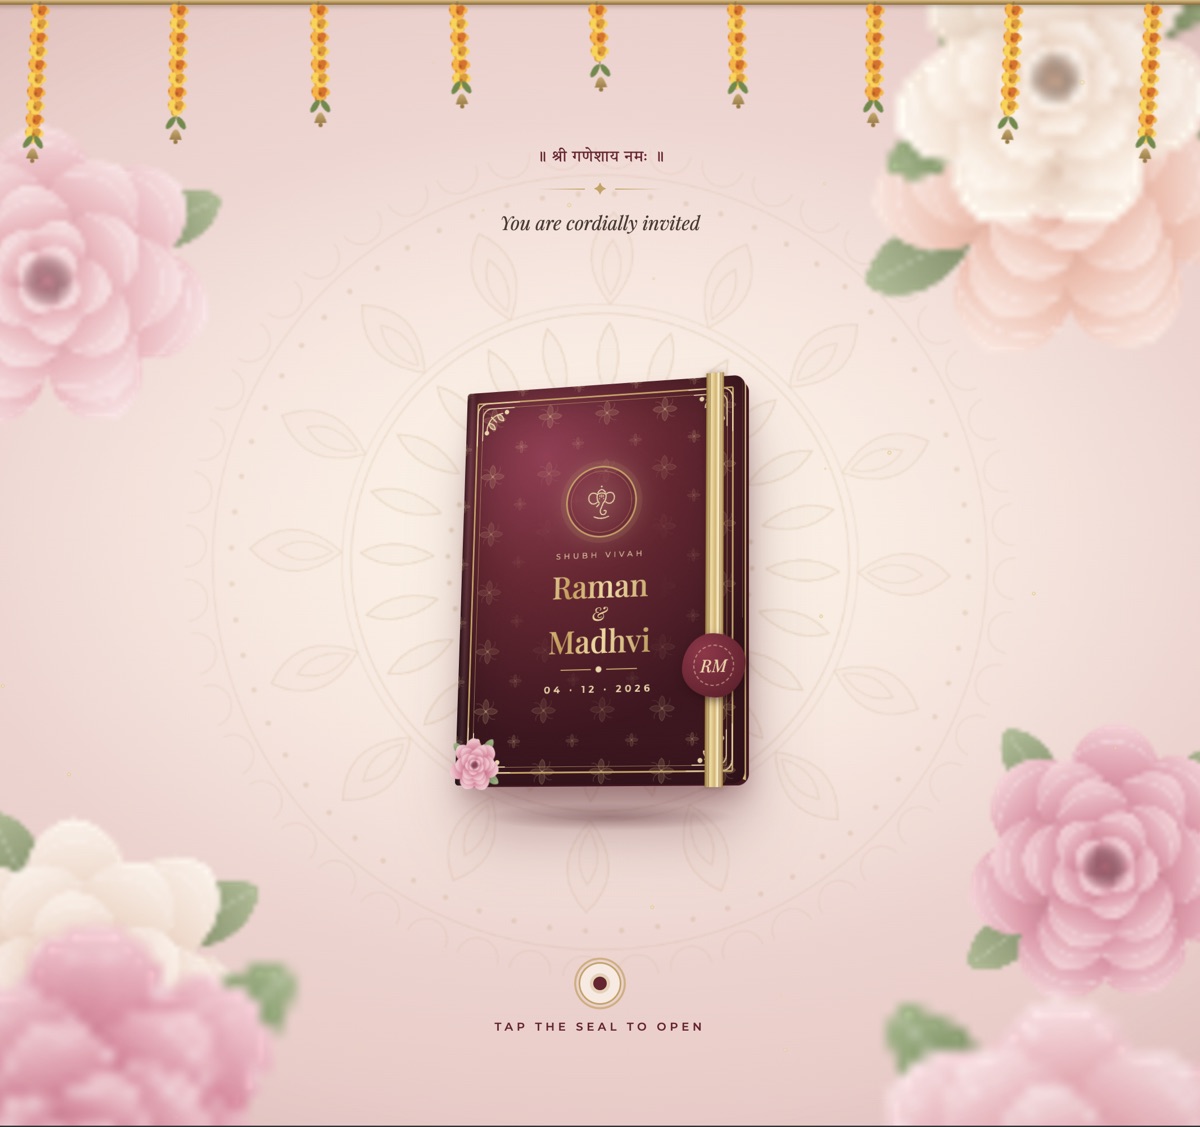 ॥ श्री गणेशाय नमः ॥
You are cordially invited
SHUBH VIVAH
Raman
&
Madhvi
04 · 12 · 2026
RM
TAP THE SEAL TO OPEN